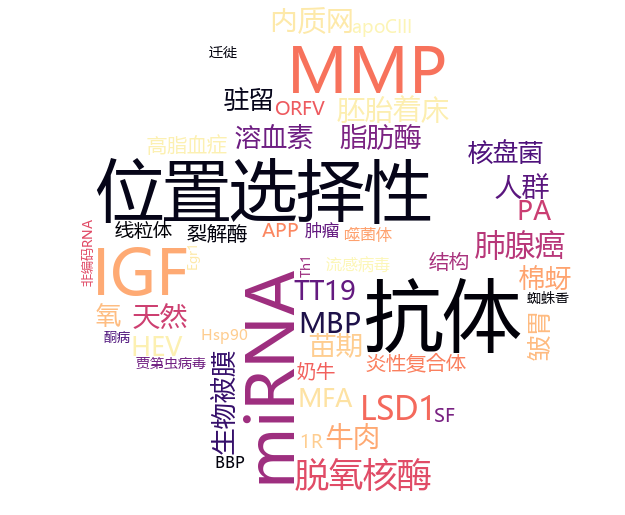 内质网
apoCIII
迁徙
MMP
驻留
ORFV
胚胎着床
溶血素
脂肪酶
高脂血症
核盘菌
位置选择性
人群
PA
线粒体
裂解酶
APP
肿瘤
噬菌体
非编码RNA
IGF
Egr1
Th1
流感病毒
结构
肺腺癌
棉蚜
miRNA
TT19
抗体
蜘蛛香
氧
天然
MBP
酮病
HEV
Hsp90
苗期
皱胃
贾第虫病毒
生物被膜
奶牛
炎性复合体
MFA
LSD1
SF
1R
牛肉
BBP
脱氧核酶